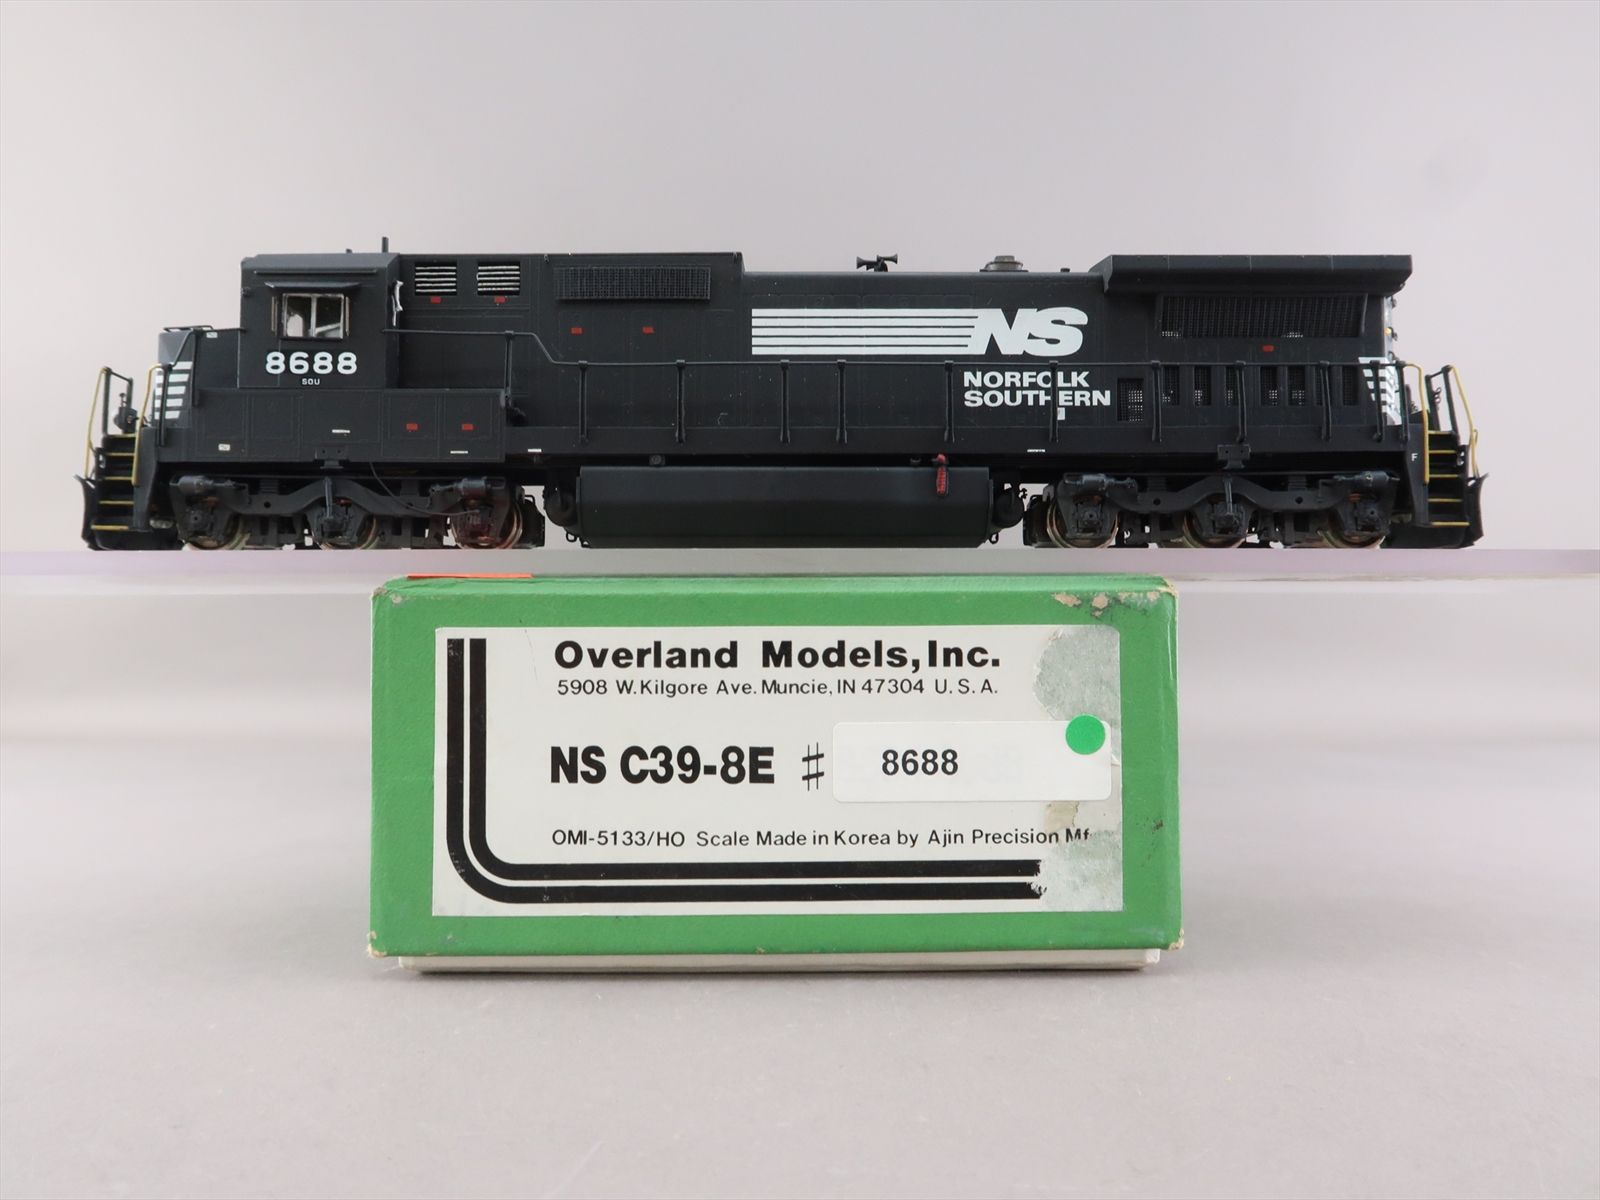 8688
SOU
NS
NORFOLK
SOUTHERN
F
Overland Models, Inc.
5908 W. Kilgore Ave. Muncie, IN 47304 U.S.A.
NS C39-8E # 8688
OMI-5133/HO Scale Made in Korea by Ajin Precision Mf